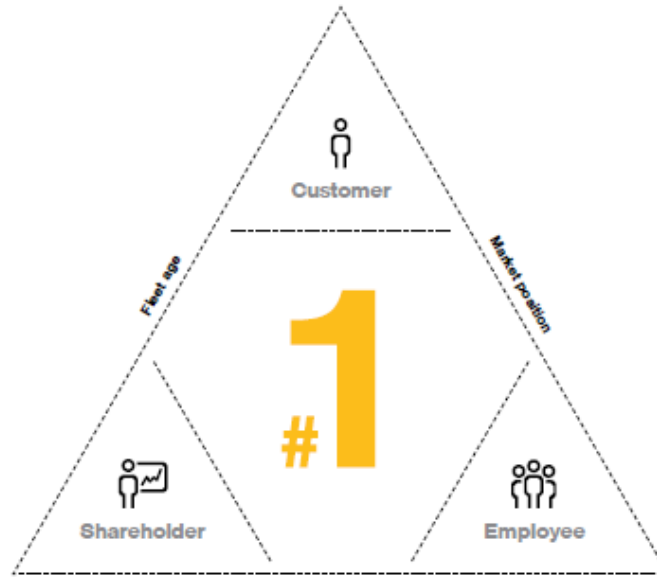 Customer
Fleet age
Market position
#1
Shareholder
Employee